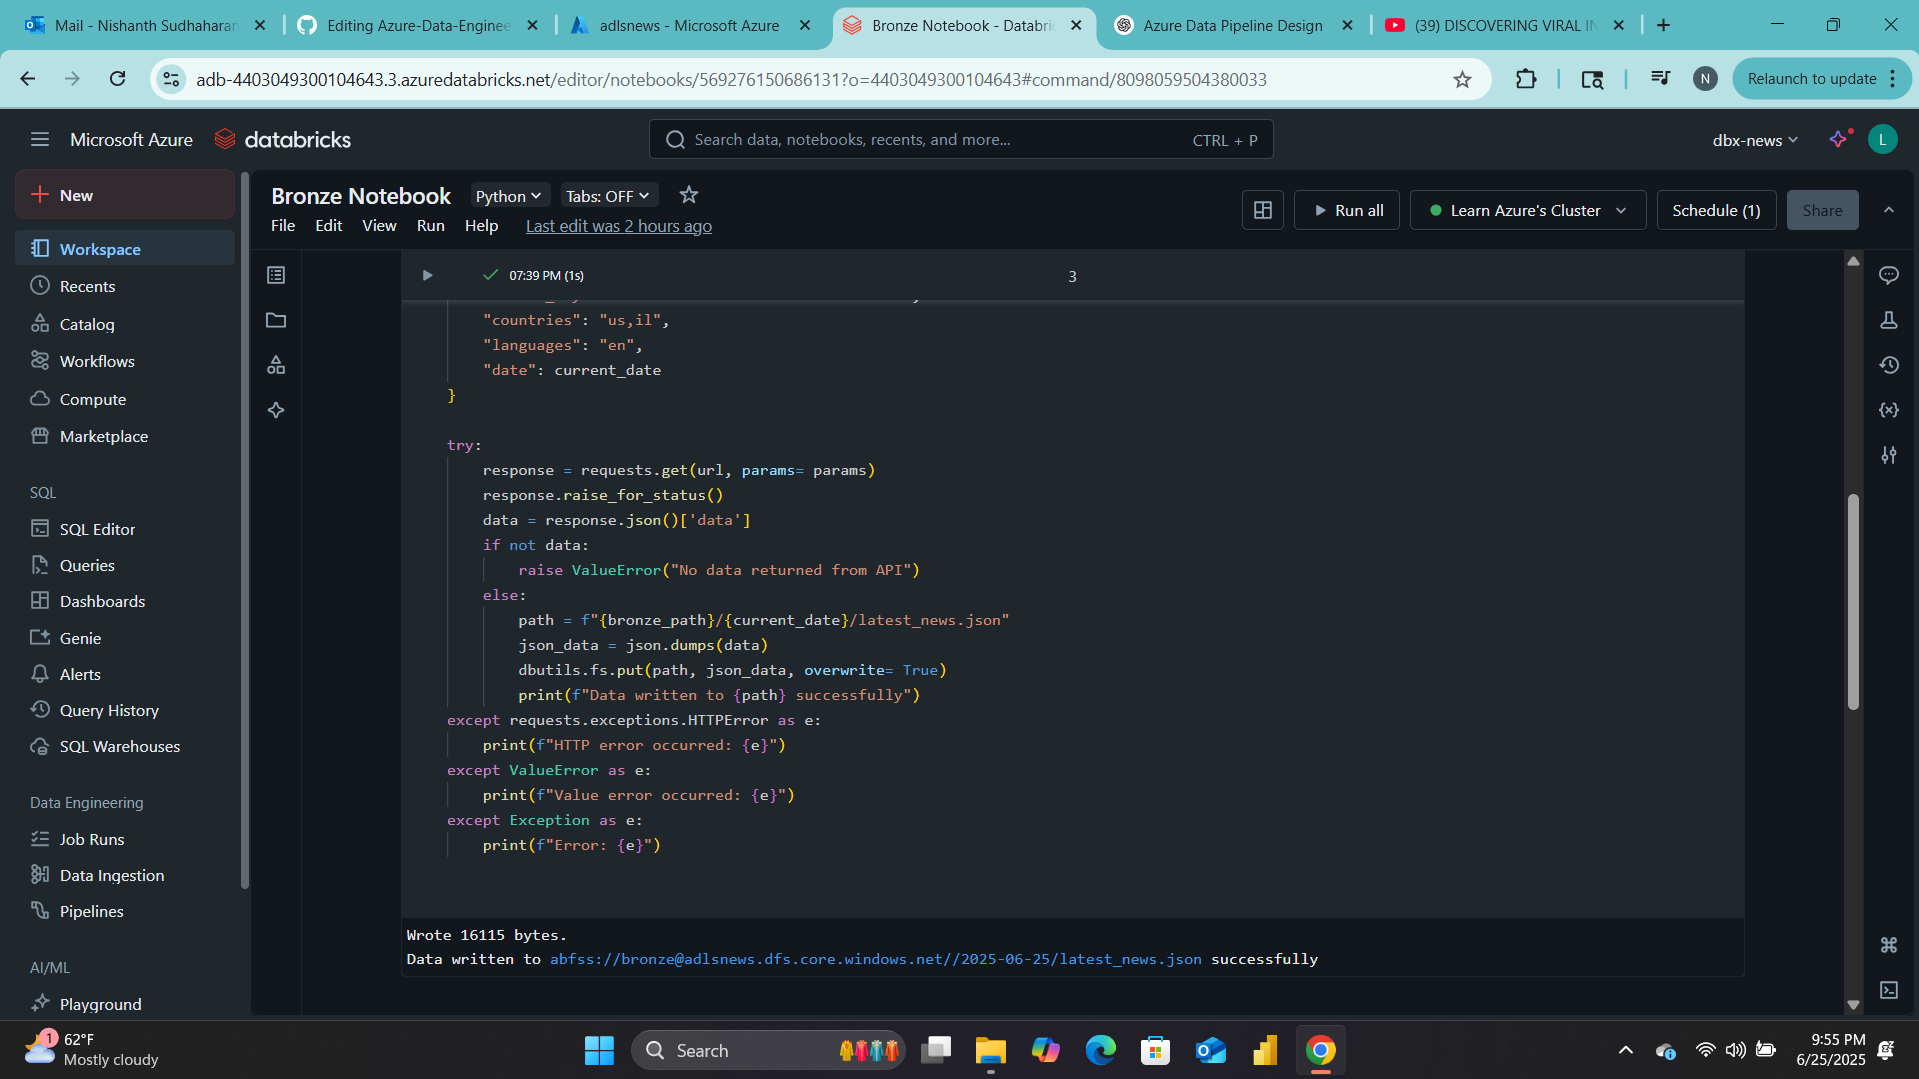 Mail - Nishanth Sudhaharan
Editing Azure-Data-Enginee
adlsnews - Microsoft Azure
Bronze Notebook - Databri
Azure Data Pipeline Design
(39) DISCOVERING VIRAL IN
adb-4403049300104643.3.azuredatabricks.net/editor/notebooks/569276150686131?o=4403049300104643#command/8098059504380033
N
Relaunch to update
Microsoft Azure
databricks
Search data, notebooks, recents, and more...
CTRL + P
dbx-news
L
New
Workspace
Recents
Catalog
Workflows
Compute
Marketplace
SQL
SQL Editor
Queries
Dashboards
Genie
Alerts
Query History
SQL Warehouses
Data Engineering
Job Runs
Data Ingestion
Pipelines
AI/ML
Playground
Bronze Notebook
Python
Tabs: OFF
File
Edit
View
Run
Help
Last edit was 2 hours ago
Run all
Learn Azure's Cluster
Schedule (1)
Share
07:39 PM (1s)
3
"countries": "us,il",
"languages": "en",
"date": current_date
}
try:
response = requests.get(url, params= params)
response.raise_for_status()
data = response.json()['data']
if not data:
raise ValueError("No data returned from API")
else:
path = f"{bronze_path}/{current_date}/latest_news.json"
json_data = json.dumps(data)
dbutils.fs.put(path, json_data, overwrite= True)
print(f"Data written to {path} successfully")
except requests.exceptions.HTTPError as e:
print(f"HTTP error occurred: {e}")
except ValueError as e:
print(f"Value error occurred: {e}")
except Exception as e:
print(f"Error: {e}")
Wrote 16115 bytes.
Data written to abfss://bronze@adlsnews.dfs.core.windows.net//2025-06-25/latest_news.json successfully
1
62°F
Mostly cloudy
Search
9:55 PM
6/25/2025